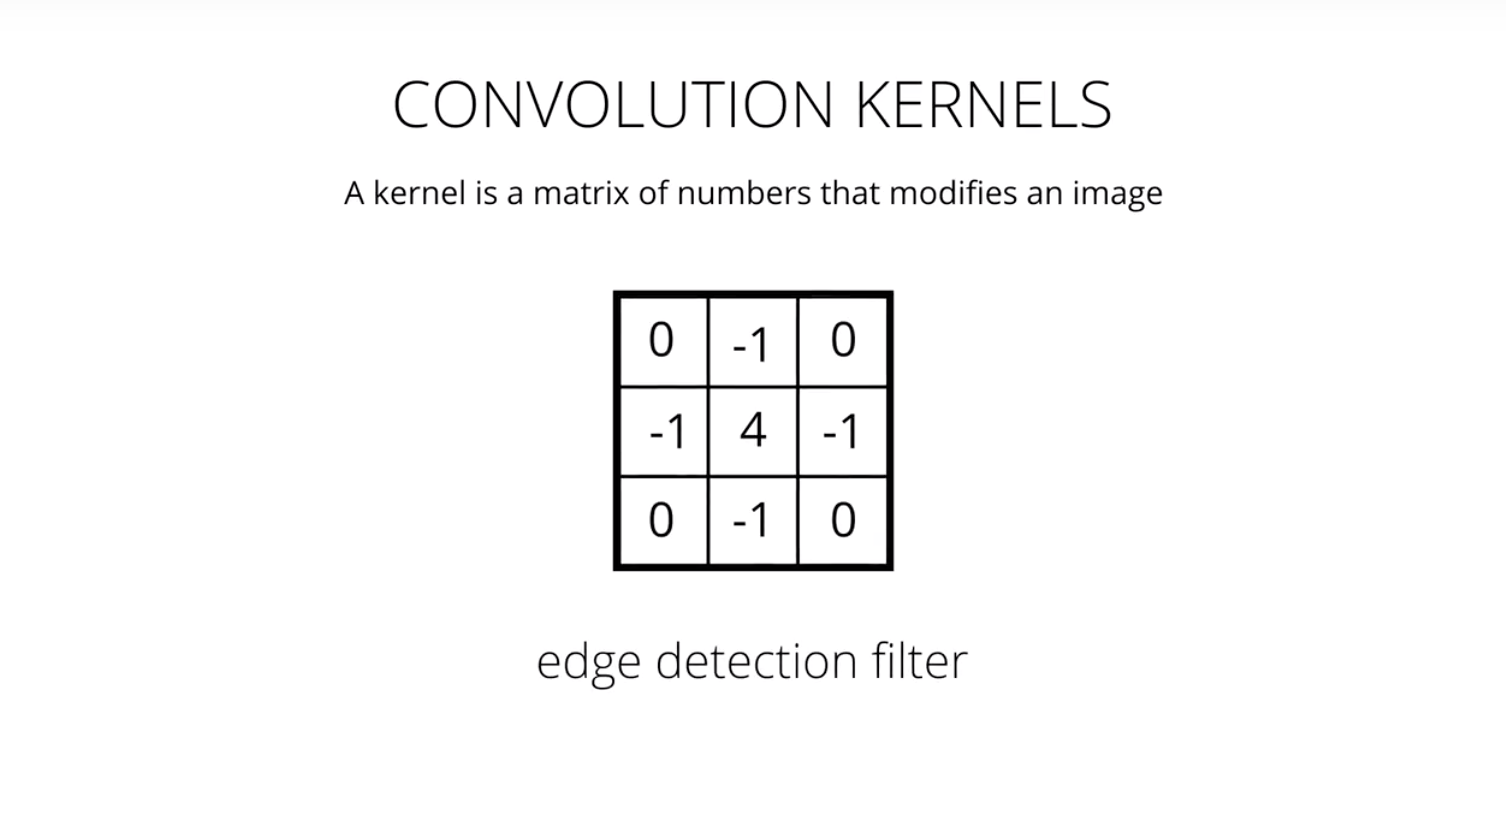 CONVOLUTION KERNELS
A kernel is a matrix of numbers that modifies an image
0 -1 0
-1 4 -1
0 -1 0
edge detection filter